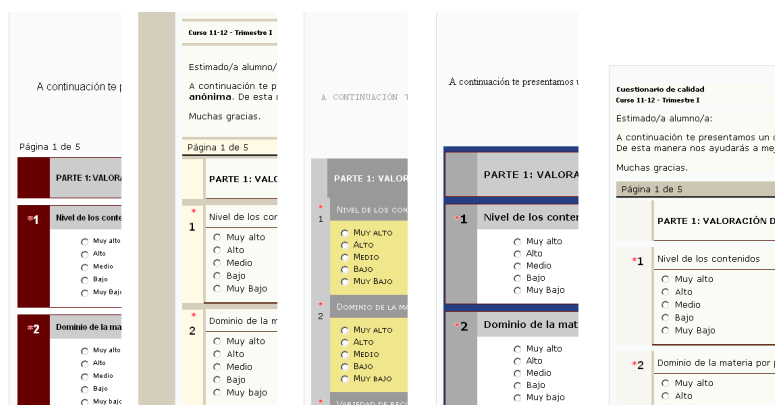 A continuación te p
Página 1 de 5
PARTE 1: VALORA
*1 Nivel de los conte
Muy alto
Alto
Medio
Bajo
Muy Bajo
*2 Dominio de la ma
Muy alto
Alto
Medio
Bajo
Muy bajo
Curso 11-12 - Trimestre I
Estimado/a alumno/
A continuación te p
anónima. De esta
Muchas gracias.
Página 1 de 5
PARTE 1: VALO
* 1 Nivel de los con
Muy alto
Alto
Medio
Bajo
Muy Bajo
* 2 Dominio de la m
Muy alto
Alto
Medio
Bajo
Muy bajo
A CONTINUACIÓN T
PARTE 1: VALOR
* 1 NIVEL DE LOS CON
MUY ALTO
ALTO
MEDIO
BAJO
MUY BAJO
* 2 DOMINIO DE LA MA
MUY ALTO
ALTO
MEDIO
BAJO
MUY BAJO
* VARIEDAD DE RECU
A continuación te presentamos u
PARTE 1: VALORA
*1 Nivel de los conten
Muy alto
Alto
Medio
Bajo
Muy Bajo
*2 Dominio de la mat
Muy alto
Alto
Medio
Bajo
Muy bajo
Cuestionario de calidad
Curso 11-12 - Trimestre I
Estimado/a alumno/a:
A continuación te presentamos un c
De esta manera nos ayudarás a mej
Muchas gracias.
Página 1 de 5
PARTE 1: VALORACIÓN D
*1 Nivel de los contenidos
Muy alto
Alto
Medio
Bajo
Muy Bajo
*2 Dominio de la materia por p
Muy alto
Alto